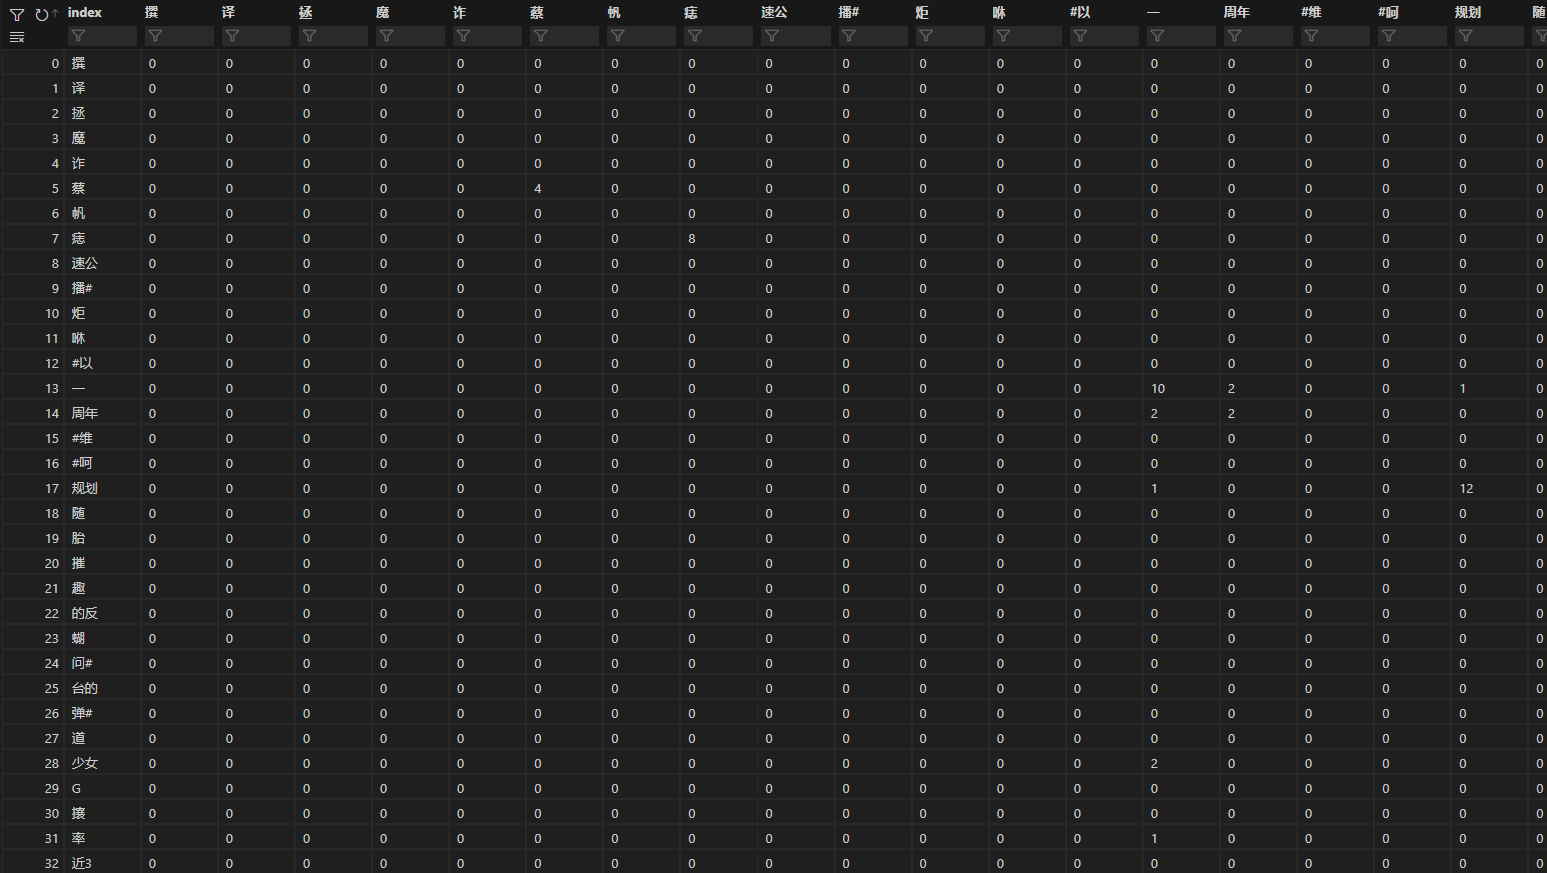 index 撰 译 拯 魔 诈 蔡 帆 痣 速公 播# 炬 咻 #以 一 周年 #维 #呵 规划 随
0 撰 0 0 0 0 0 0 0 0 0 0 0 0 0 0 0 0 0 0 0
1 译 0 0 0 0 0 0 0 0 0 0 0 0 0 0 0 0 0 0 0
2 拯 0 0 0 0 0 0 0 0 0 0 0 0 0 0 0 0 0 0 0
3 魔 0 0 0 0 0 0 0 0 0 0 0 0 0 0 0 0 0 0 0
4 诈 0 0 0 0 0 0 0 0 0 0 0 0 0 0 0 0 0 0 0
5 蔡 0 0 0 0 0 4 0 0 0 0 0 0 0 0 0 0 0 0 0
6 帆 0 0 0 0 0 0 0 0 0 0 0 0 0 0 0 0 0 0 0
7 痣 0 0 0 0 0 0 0 8 0 0 0 0 0 0 0 0 0 0 0
8 速公 0 0 0 0 0 0 0 0 0 0 0 0 0 0 0 0 0 0 0
9 播# 0 0 0 0 0 0 0 0 0 0 0 0 0 0 0 0 0 0 0
10 炬 0 0 0 0 0 0 0 0 0 0 0 0 0 0 0 0 0 0 0
11 咻 0 0 0 0 0 0 0 0 0 0 0 0 0 0 0 0 0 0 0
12 #以 0 0 0 0 0 0 0 0 0 0 0 0 0 0 0 0 0 0 0
13 一 0 0 0 0 0 0 0 0 0 0 0 0 0 10 2 0 0 1 0
14 周年 0 0 0 0 0 0 0 0 0 0 0 0 0 2 2 0 0 0 0
15 #维 0 0 0 0 0 0 0 0 0 0 0 0 0 0 0 0 0 0 0
16 #呵 0 0 0 0 0 0 0 0 0 0 0 0 0 0 0 0 0 0 0
17 规划 0 0 0 0 0 0 0 0 0 0 0 0 0 1 0 0 0 12 0
18 随 0 0 0 0 0 0 0 0 0 0 0 0 0 0 0 0 0 0 0
19 胎 0 0 0 0 0 0 0 0 0 0 0 0 0 0 0 0 0 0 0
20 摧 0 0 0 0 0 0 0 0 0 0 0 0 0 0 0 0 0 0 0
21 趣 0 0 0 0 0 0 0 0 0 0 0 0 0 0 0 0 0 0 0
22 的反 0 0 0 0 0 0 0 0 0 0 0 0 0 0 0 0 0 0 0
23 蝴 0 0 0 0 0 0 0 0 0 0 0 0 0 0 0 0 0 0 0
24 问# 0 0 0 0 0 0 0 0 0 0 0 0 0 0 0 0 0 0 0
25 台的 0 0 0 0 0 0 0 0 0 0 0 0 0 0 0 0 0 0 0
26 弹# 0 0 0 0 0 0 0 0 0 0 0 0 0 0 0 0 0 0 0
27 道 0 0 0 0 0 0 0 0 0 0 0 0 0 0 0 0 0 0 0
28 少女 0 0 0 0 0 0 0 0 0 0 0 0 0 2 0 0 0 0 0
29 G 0 0 0 0 0 0 0 0 0 0 0 0 0 0 0 0 0 0 0
30 攘 0 0 0 0 0 0 0 0 0 0 0 0 0 0 0 0 0 0 0
31 率 0 0 0 0 0 0 0 0 0 0 0 0 0 1 0 0 0 0 0
32 近3 0 0 0 0 0 0 0 0 0 0 0 0 0 0 0 0 0 0 0